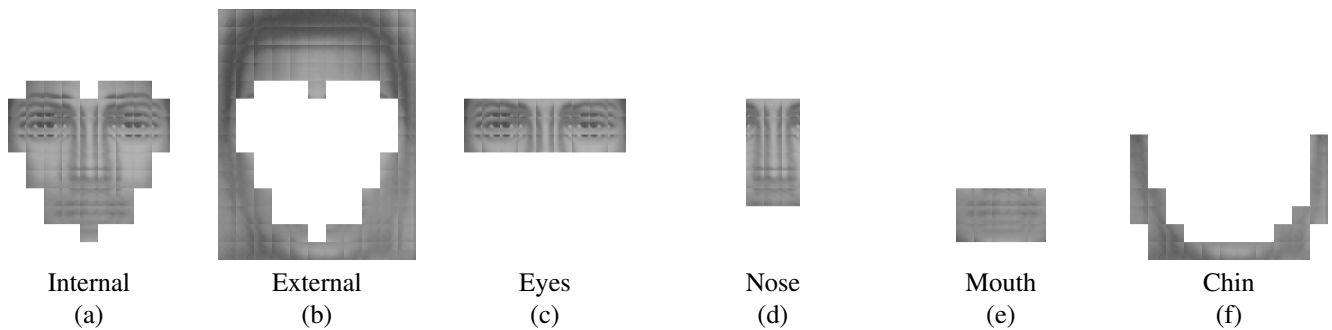 Internal External Eyes Nose Mouth Chin
(a) (b) (c) (d) (e) (f)